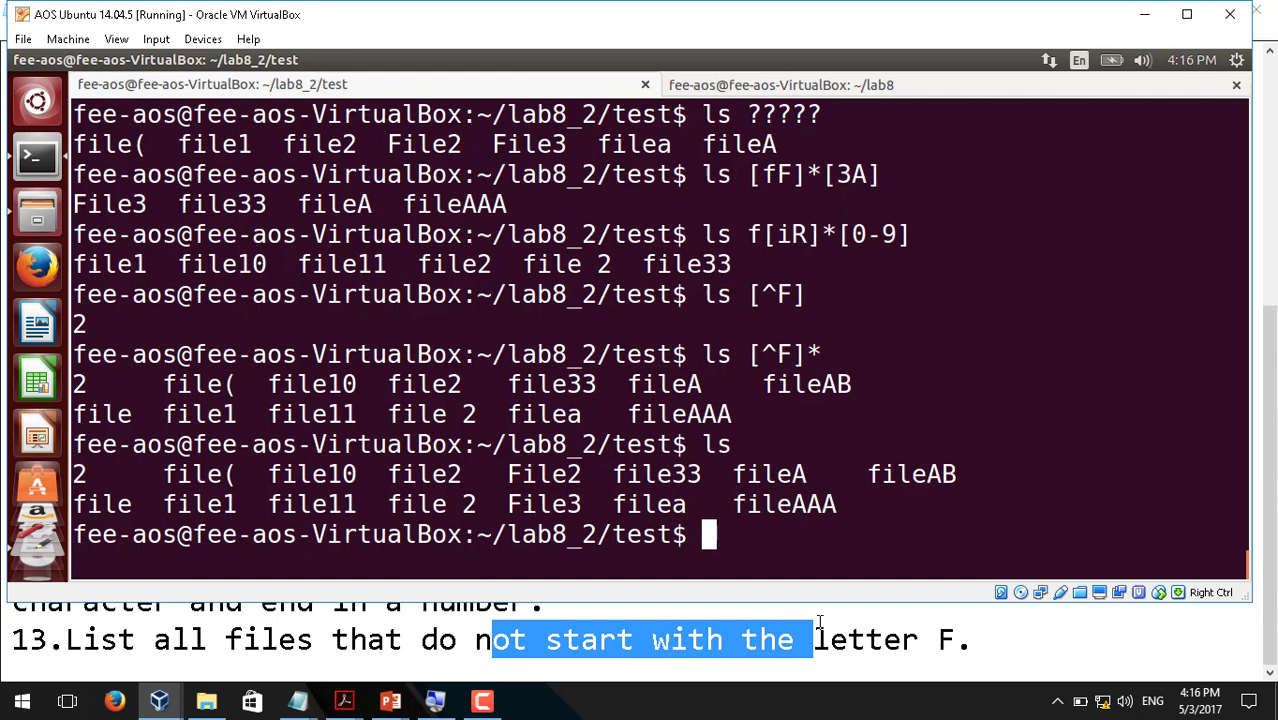 AOS Ubuntu 14.04.5 [Running] - Oracle VM VirtualBox
File Machine View Input Devices Help
fee-aos@fee-aos-VirtualBox: ~/lab8_2/test En 4:16 PM
fee-aos@fee-aos-VirtualBox: ~/lab8_2/test × fee-aos@fee-aos-VirtualBox: ~/lab8 ×
fee-aos@fee-aos-VirtualBox:~/lab8_2/test$ ls ?????
file( file1 file2 File2 File3 filea fileA
fee-aos@fee-aos-VirtualBox:~/lab8_2/test$ ls [fF]*[3A]
File3 file33 fileA fileAAA
fee-aos@fee-aos-VirtualBox:~/lab8_2/test$ ls f[iR]*[0-9]
file1 file10 file11 file2 file 2 file33
fee-aos@fee-aos-VirtualBox:~/lab8_2/test$ ls [^F]
2
fee-aos@fee-aos-VirtualBox:~/lab8_2/test$ ls [^F]*
2 file( file10 file2 file33 fileA fileAB
file file1 file11 file 2 filea fileAAA
fee-aos@fee-aos-VirtualBox:~/lab8_2/test$ ls
2 file( file10 file2 File2 file33 fileA fileAB
file file1 file11 file 2 File3 filea fileAAA
fee-aos@fee-aos-VirtualBox:~/lab8_2/test$
Right Ctrl
character and end in a number.
13.List all files that do not start with the letter F.
ENG 4:16 PM
5/3/2017